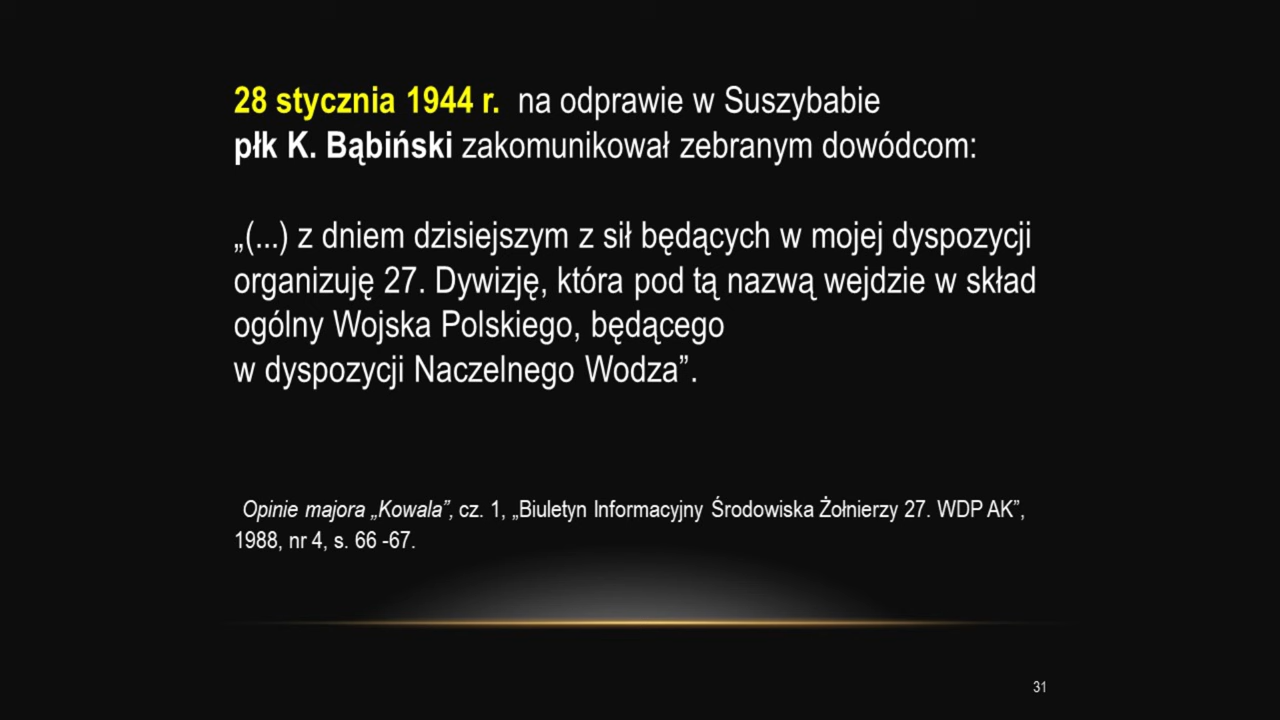 28 stycznia 1944 r. na odprawie w Suszybabie
płk K. Bąbiński zakomunikował zebranym dowódcom:
„(...) z dniem dzisiejszym z sił będących w mojej dyspozycji
organizuję 27. Dywizję, która pod tą nazwą wejdzie w skład
ogólny Wojska Polskiego, będącego
w dyspozycji Naczelnego Wodza”.
Opinie majora „Kowala”, cz. 1, „Biuletyn Informacyjny Środowiska Żołnierzy 27. WDP AK”,
1988, nr 4, s. 66 -67.
31